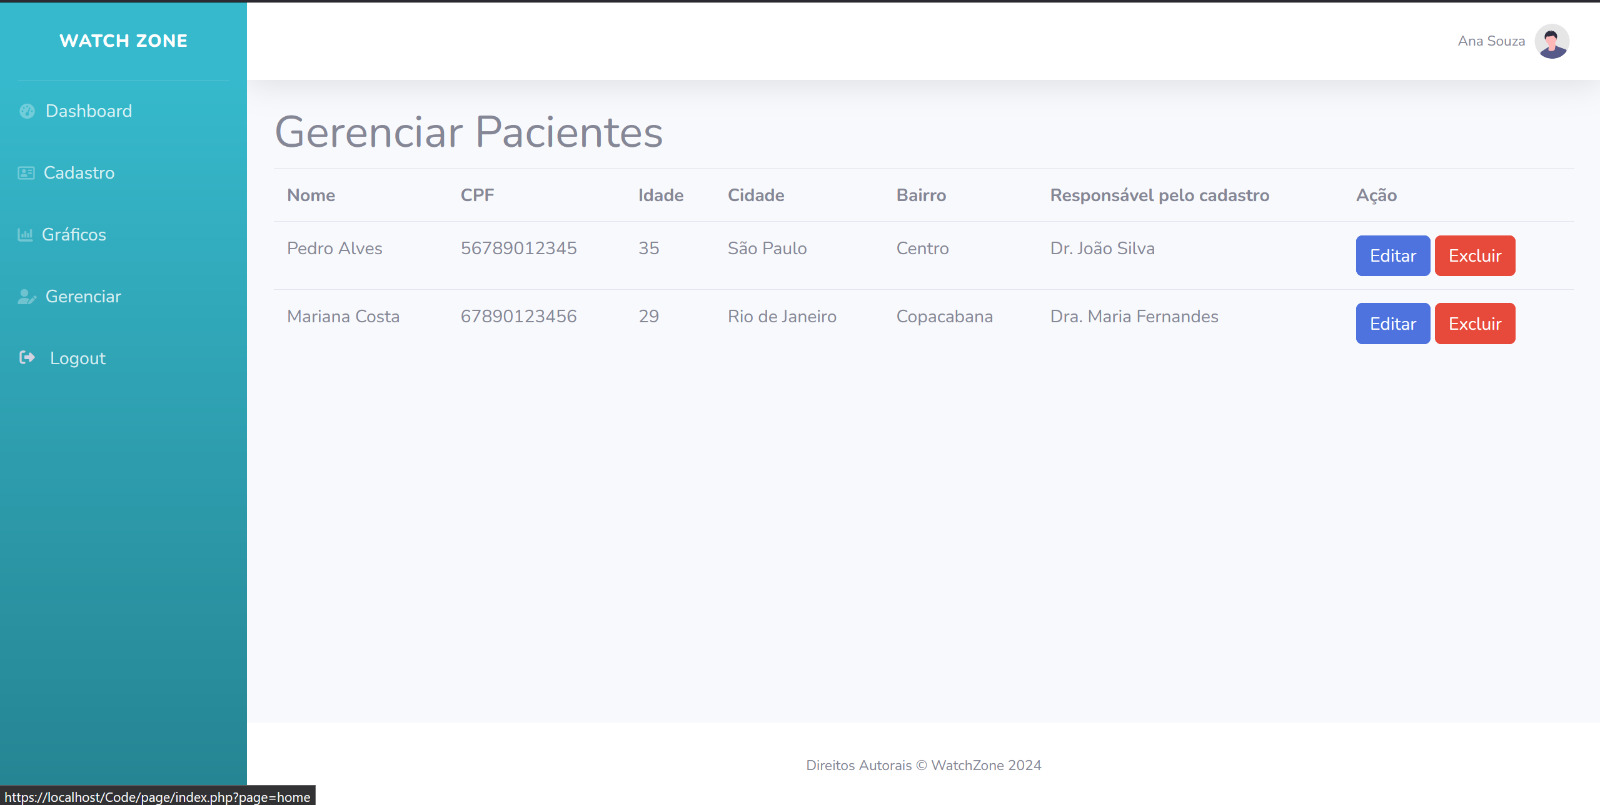 WATCH ZONE
Ana Souza
Dashboard
Cadastro
Gráficos
Gerenciar
Logout
Gerenciar Pacientes
Nome CPF Idade Cidade Bairro Responsável pelo cadastro Ação
Pedro Alves 56789012345 35 São Paulo Centro Dr. João Silva Editar Excluir
Mariana Costa 67890123456 29 Rio de Janeiro Copacabana Dra. Maria Fernandes Editar Excluir
Direitos Autorais © WatchZone 2024
https://localhost/Code/page/index.php?page=home